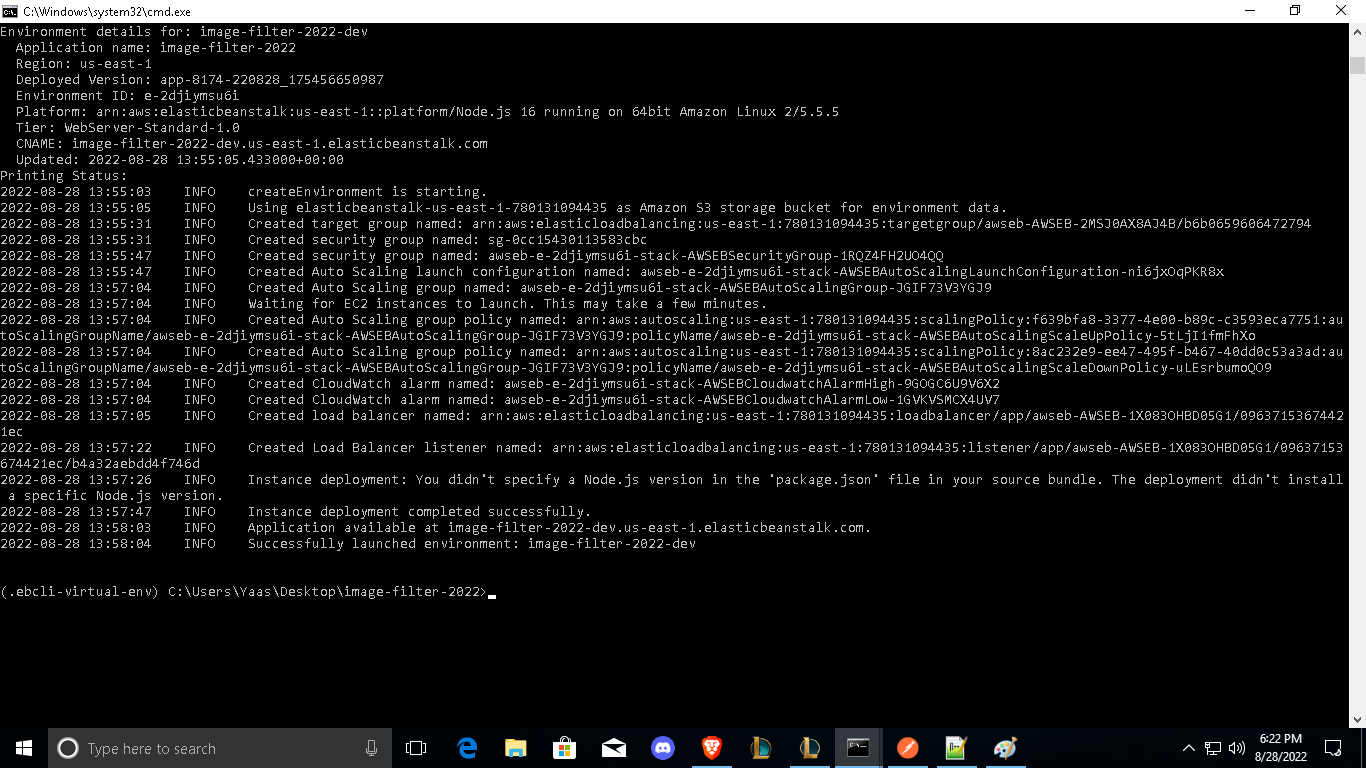 C:\Windows\system32\cmd.exe
Environment details for: image-filter-2022-dev
  Application name: image-filter-2022
  Region: us-east-1
  Deployed Version: app-8174-220828_175456650987
  Environment ID: e-2djiymsu6i
  Platform: arn:aws:elasticbeanstalk:us-east-1::platform/Node.js 16 running on 64bit Amazon Linux 2/5.5.5
  Tier: WebServer-Standard-1.0
  CNAME: image-filter-2022-dev.us-east-1.elasticbeanstalk.com
  Updated: 2022-08-28 13:55:05.433000+00:00
Printing Status:
2022-08-28 13:55:03    INFO    createEnvironment is starting.
2022-08-28 13:55:05    INFO    Using elasticbeanstalk-us-east-1-780131094435 as Amazon S3 storage bucket for environment data.
2022-08-28 13:55:31    INFO    Created target group named: arn:aws:elasticloadbalancing:us-east-1:780131094435:targetgroup/awseb-AWSEB-2MSJ0AX8AJ4B/b6b0659606472794
2022-08-28 13:55:31    INFO    Created security group named: sg-0cc15430113583cbc
2022-08-28 13:55:47    INFO    Created security group named: awseb-e-2djiymsu6i-stack-AWSEBSecurityGroup-1RQZ4FH2UO4QQ
2022-08-28 13:55:47    INFO    Created Auto Scaling launch configuration named: awseb-e-2djiymsu6i-stack-AWSEBAutoScalingLaunchConfiguration-ni6jxOqPKR8x
2022-08-28 13:57:04    INFO    Created Auto Scaling group named: awseb-e-2djiymsu6i-stack-AWSEBAutoScalingGroup-JGIF73V3YGJ9
2022-08-28 13:57:04    INFO    Waiting for EC2 instances to launch. This may take a few minutes.
2022-08-28 13:57:04    INFO    Created Auto Scaling group policy named: arn:aws:autoscaling:us-east-1:780131094435:scalingPolicy:f639bfa8-3377-4e00-b89c-c3593eca7751:au
toScalingGroupName/awseb-e-2djiymsu6i-stack-AWSEBAutoScalingGroup-JGIF73V3YGJ9:policyName/awseb-e-2djiymsu6i-stack-AWSEBAutoScalingScaleUpPolicy-5tLjI1fmFhXo
2022-08-28 13:57:04    INFO    Created Auto Scaling group policy named: arn:aws:autoscaling:us-east-1:780131094435:scalingPolicy:8ac232e9-ee47-495f-b467-40dd0c53a3ad:au
toScalingGroupName/awseb-e-2djiymsu6i-stack-AWSEBAutoScalingGroup-JGIF73V3YGJ9:policyName/awseb-e-2djiymsu6i-stack-AWSEBAutoScalingScaleDownPolicy-uLEsrbumoQO9
2022-08-28 13:57:04    INFO    Created CloudWatch alarm named: awseb-e-2djiymsu6i-stack-AWSEBCloudwatchAlarmHigh-9GOGC6U9V6X2
2022-08-28 13:57:04    INFO    Created CloudWatch alarm named: awseb-e-2djiymsu6i-stack-AWSEBCloudwatchAlarmLow-1GVKVSMCX4UV7
2022-08-28 13:57:05    INFO    Created load balancer named: arn:aws:elasticloadbalancing:us-east-1:780131094435:loadbalancer/app/awseb-AWSEB-1X083OHBD05G1/0963715367442
1ec
2022-08-28 13:57:22    INFO    Created Load Balancer listener named: arn:aws:elasticloadbalancing:us-east-1:780131094435:listener/app/awseb-AWSEB-1X083OHBD05G1/09637153
674421ec/b4a32aebdd4f746d
2022-08-28 13:57:26    INFO    Instance deployment: You didn't specify a Node.js version in the 'package.json' file in your source bundle. The deployment didn't install
 a specific Node.js version.
2022-08-28 13:57:47    INFO    Instance deployment completed successfully.
2022-08-28 13:58:03    INFO    Application available at image-filter-2022-dev.us-east-1.elasticbeanstalk.com.
2022-08-28 13:58:04    INFO    Successfully launched environment: image-filter-2022-dev
(.ebcli-virtual-env) C:\Users\Yaas\Desktop\image-filter-2022>
Type here to search
6:22 PM
8/28/2022